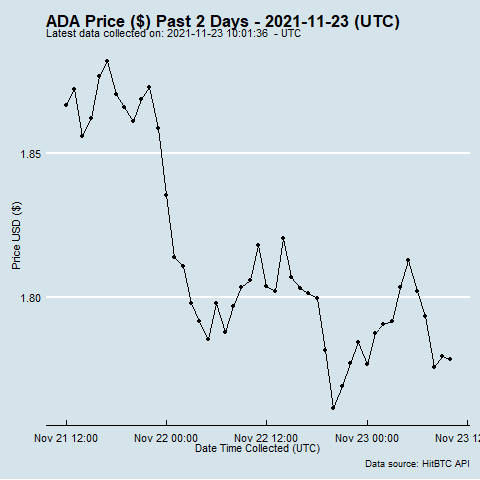 ADA Price ($) Past 2 Days - 2021-11-23 (UTC)
Latest data collected on: 2021-11-23 10:01:36 - UTC
1.85
Price USD ($)
1.80
Nov 21 12:00 Nov 22 00:00 Nov 22 12:00 Nov 23 00:00 Nov 23 12
Date Time Collected (UTC)
Data source: HitBTC API